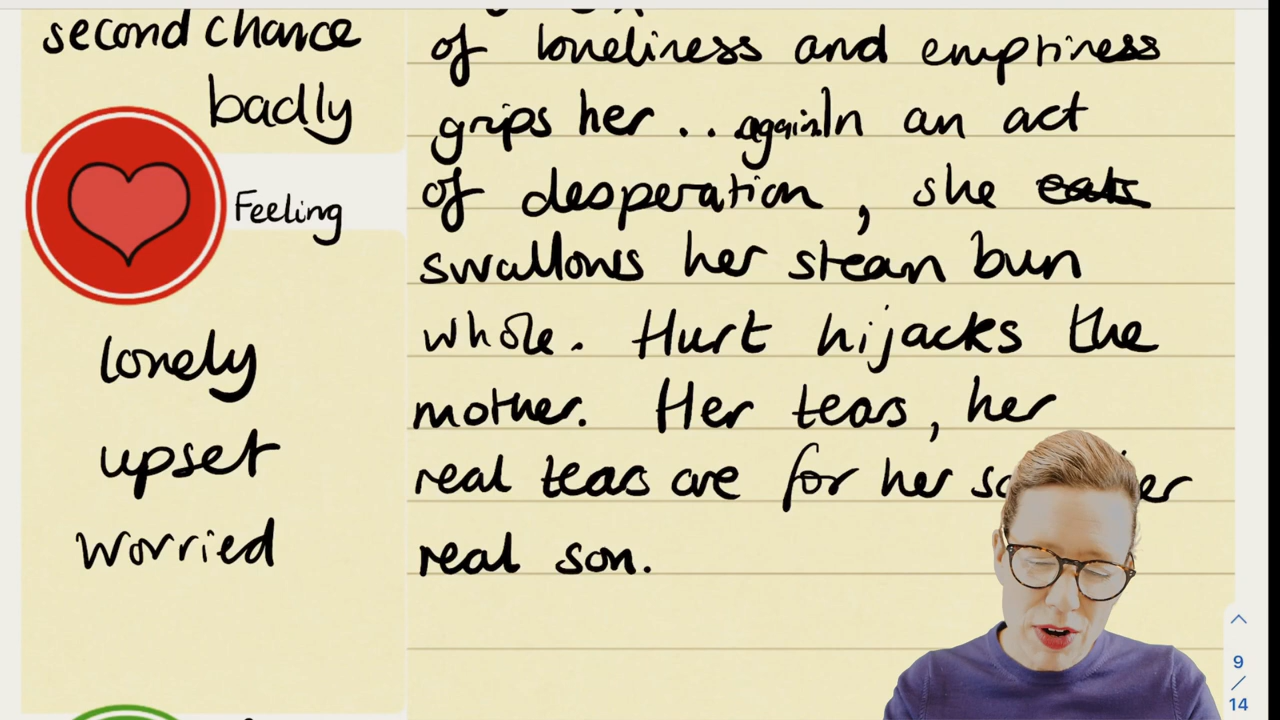 second chance
badly
Feeling
lonely
upset
worried
of loneliness and emptiness
grips her .. again In an act
of desperation, she eats
swallows her steam bun
whole. Hurt hijacks the
mother. Her tears, her
real tears are for her
real son.
9
/
14